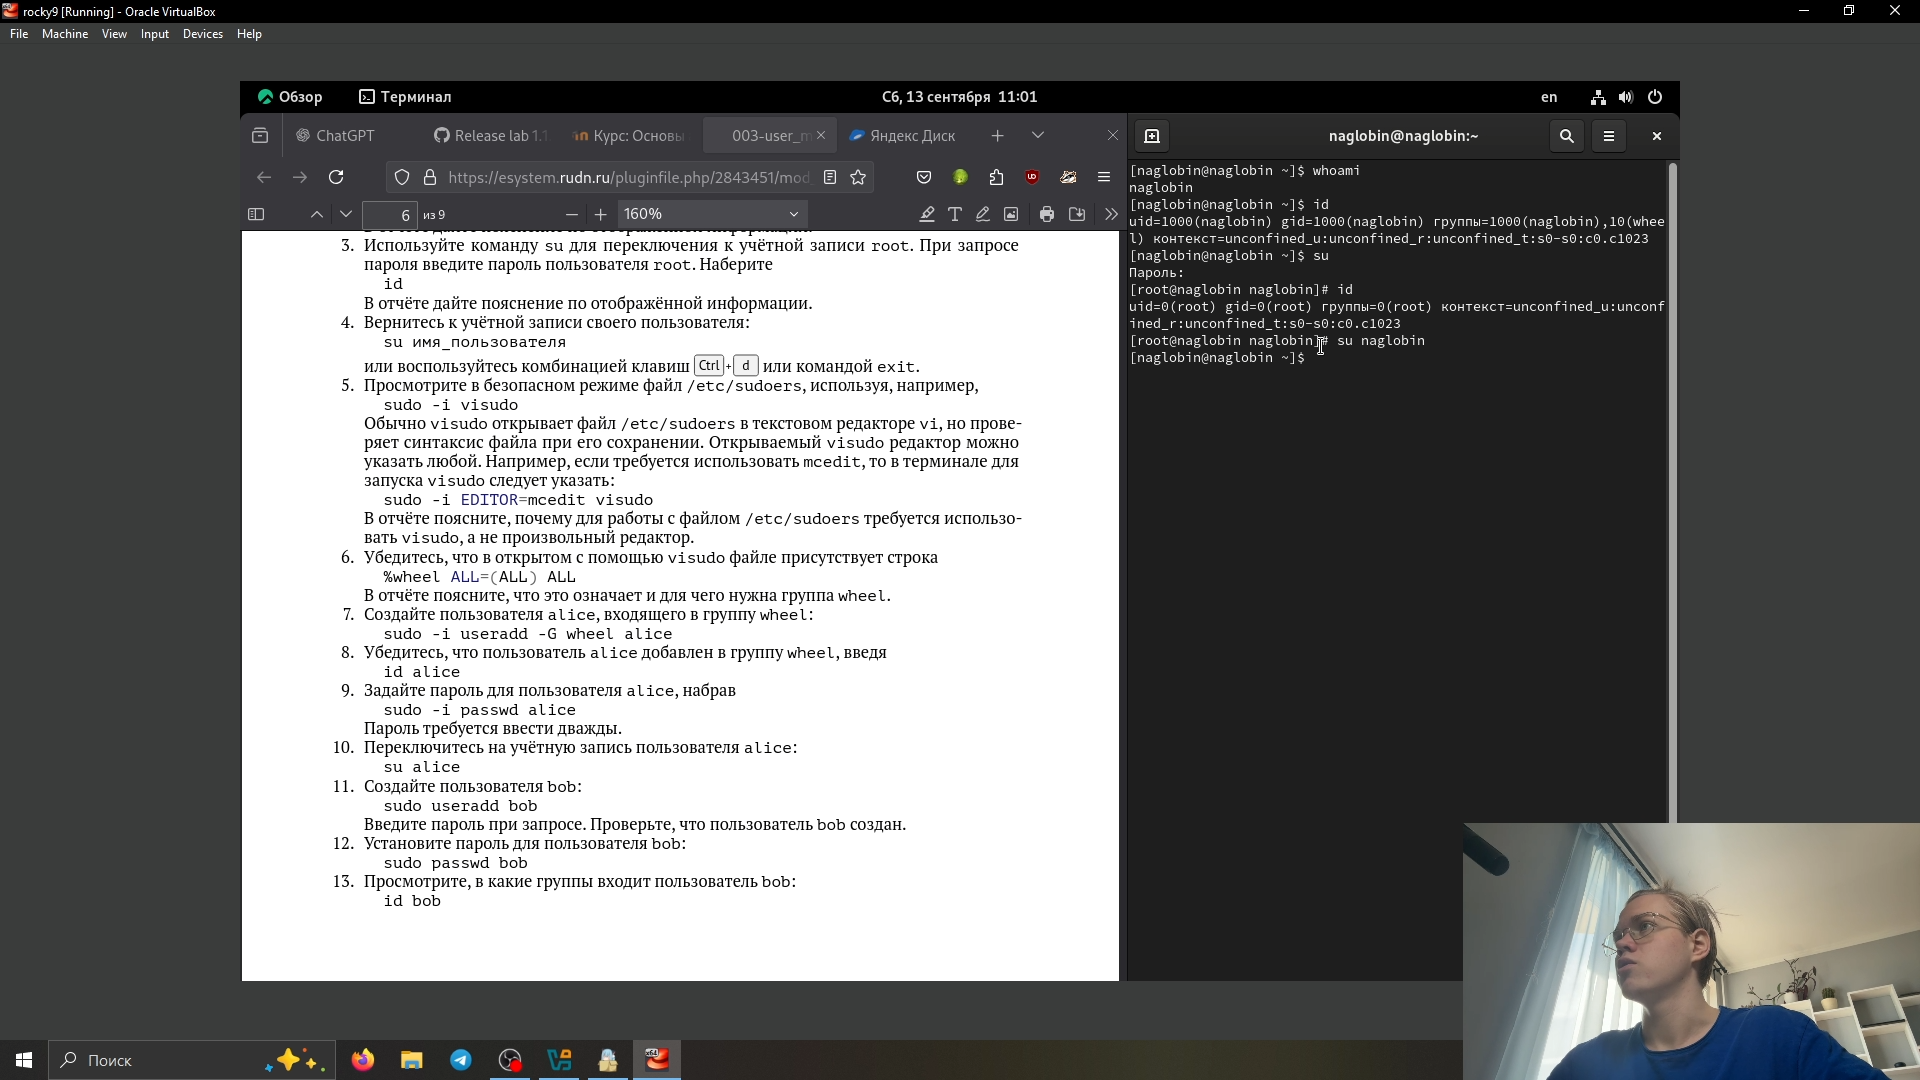 rocky9 [Running] - Oracle VirtualBox
File Machine View Input Devices Help
Обзор Терминал Сб, 13 сентября 11:01 en
ChatGPT Release lab 1.1 Курс: Основы 003-user_m Яндекс Диск
https://esystem.rudn.ru/pluginfile.php/2843451/mod_
6 из 9 160%
3. Используйте команду su для переключения к учётной записи root. При запросе
пароля введите пароль пользователя root. Наберите
id
В отчёте дайте пояснение по отображённой информации.
4. Вернитесь к учётной записи своего пользователя:
su имя_пользователя
или воспользуйтесь комбинацией клавиш Ctrl + d или командой exit.
5. Просмотрите в безопасном режиме файл /etc/sudoers, используя, например,
sudo -i visudo
Обычно visudo открывает файл /etc/sudoers в текстовом редакторе vi, но прове-
ряет синтаксис файла при его сохранении. Открываемый visudo редактор можно
указать любой. Например, если требуется использовать mcedit, то в терминале для
запуска visudo следует указать:
sudo -i EDITOR=mcedit visudo
В отчёте поясните, почему для работы с файлом /etc/sudoers требуется использо-
вать visudo, а не произвольный редактор.
6. Убедитесь, что в открытом с помощью visudo файле присутствует строка
%wheel ALL=(ALL) ALL
В отчёте поясните, что это означает и для чего нужна группа wheel.
7. Создайте пользователя alice, входящего в группу wheel:
sudo -i useradd -G wheel alice
8. Убедитесь, что пользователь alice добавлен в группу wheel, введя
id alice
9. Задайте пароль для пользователя alice, набрав
sudo -i passwd alice
Пароль требуется ввести дважды.
10. Переключитесь на учётную запись пользователя alice:
su alice
11. Создайте пользователя bob:
sudo useradd bob
Введите пароль при запросе. Проверьте, что пользователь bob создан.
12. Установите пароль для пользователя bob:
sudo passwd bob
13. Просмотрите, в какие группы входит пользователь bob:
id bob
naglobin@naglobin:~
[naglobin@naglobin ~]$ whoami
naglobin
[naglobin@naglobin ~]$ id
uid=1000(naglobin) gid=1000(naglobin) группы=1000(naglobin),10(whee
l) контекст=unconfined_u:unconfined_r:unconfined_t:s0-s0:c0.c1023
[naglobin@naglobin ~]$ su
Пароль:
[root@naglobin naglobin]# id
uid=0(root) gid=0(root) группы=0(root) контекст=unconfined_u:unconf
ined_r:unconfined_t:s0-s0:c0.c1023
[root@naglobin naglobin]# su naglobin
[naglobin@naglobin ~]$
Поиск